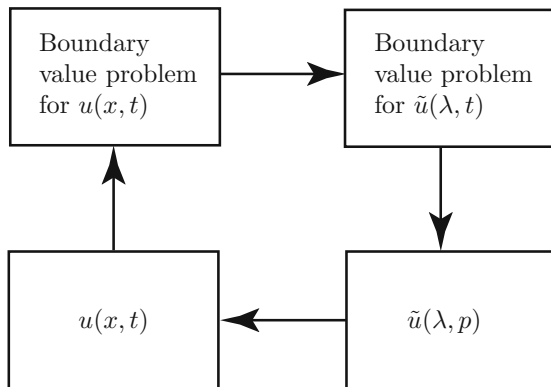 Boundary
value problem
for u(x, t)
Boundary
value problem
for ũ(λ, t)
u(x, t)
ũ(λ, p)